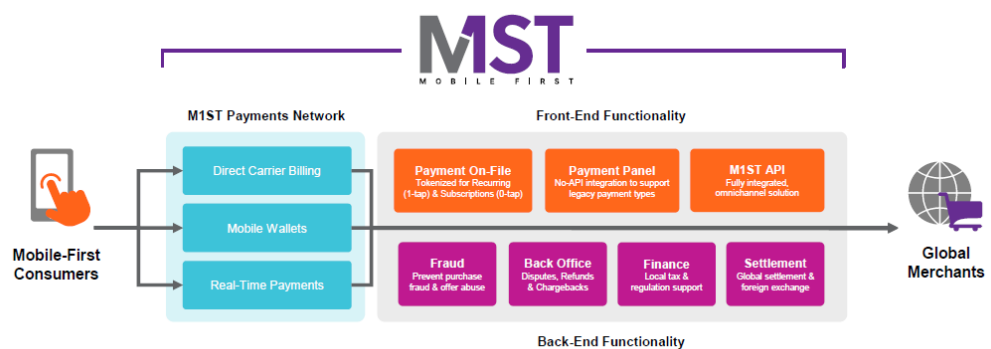 M1ST
MOBILE FIRST
M1ST Payments Network
Front-End Functionality
Mobile-First
Consumers
Direct Carrier Billing
Mobile Wallets
Real-Time Payments
Payment On-File
Tokenized for Recurring
(1-tap) & Subscriptions (0-tap)
Payment Panel
No-API integration to support
legacy payment types
M1ST API
Fully integrated,
omnichannel solution
Fraud
Prevent purchase
fraud & offer abuse
Back Office
Disputes, Refunds
& Chargebacks
Finance
Local tax &
regulation support
Settlement
Global settlement &
foreign exchange
Global
Merchants
Back-End Functionality